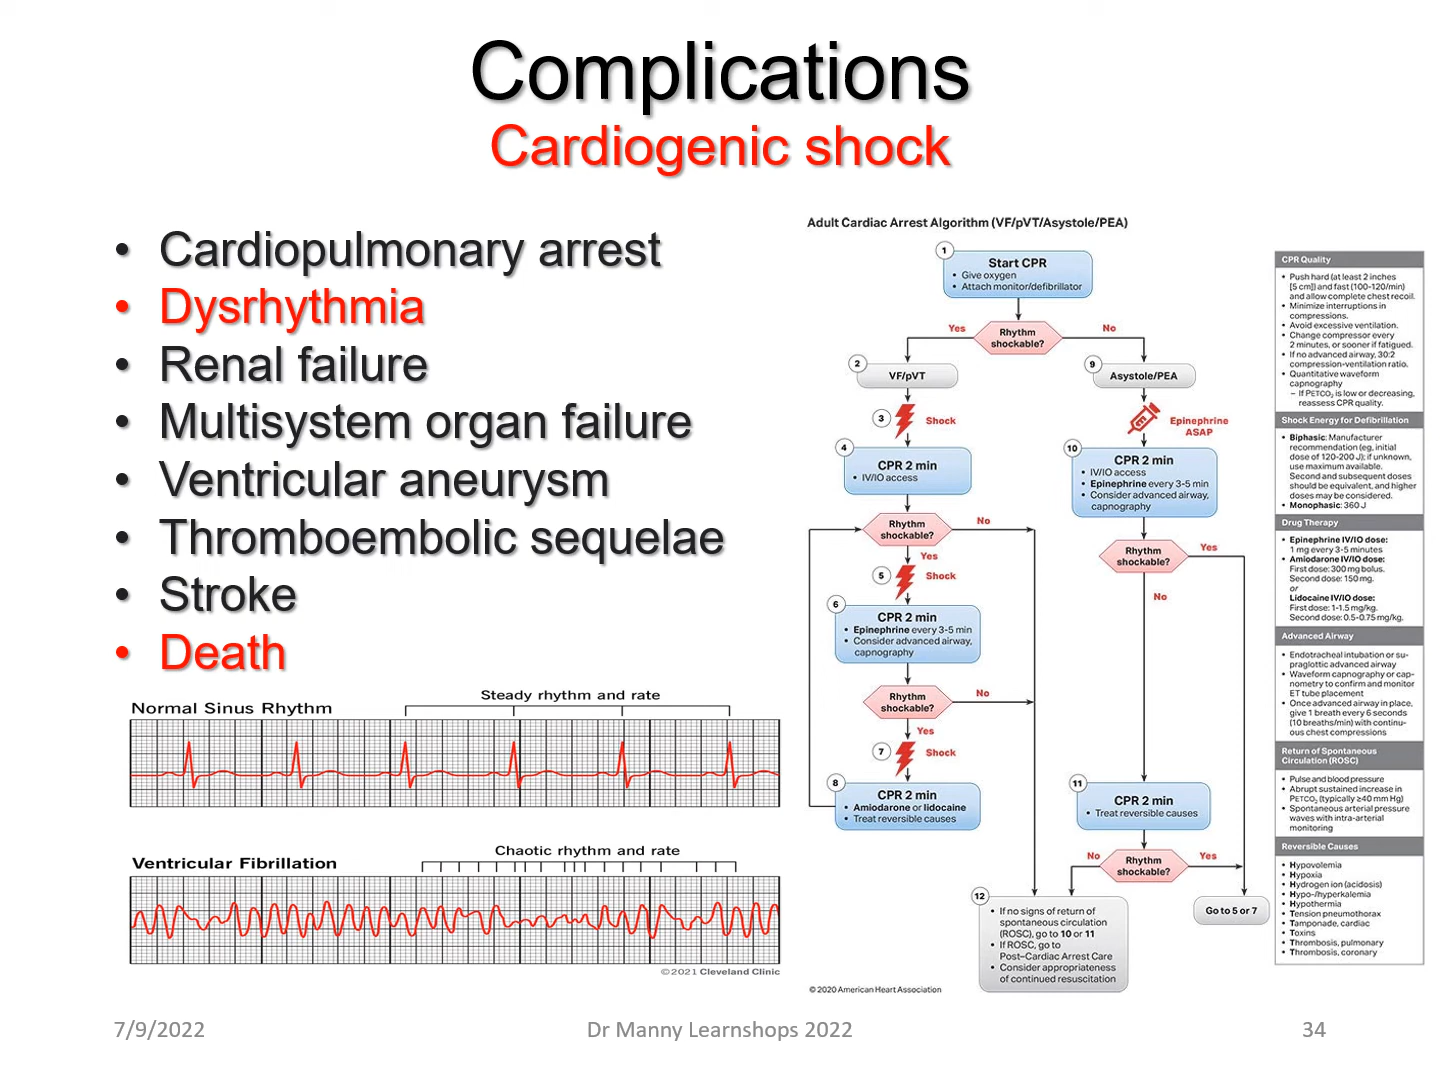 Complications
Cardiogenic shock
• Cardiopulmonary arrest
• Dysrhythmia
• Renal failure
• Multisystem organ failure
• Ventricular aneurysm
• Thromboembolic sequelae
• Stroke
• Death
Normal Sinus Rhythm
Steady rhythm and rate
Ventricular Fibrillation
Chaotic rhythm and rate
©2021 Cleveland Clinic
Adult Cardiac Arrest Algorithm (VF/pVT/Asystole/PEA)
1
Start CPR
• Give oxygen
• Attach monitor/defibrillator
Rhythm
shockable?
Yes
No
2
VF/pVT
3
Shock
4
CPR 2 min
• IV/IO access
Rhythm
shockable?
No
Yes
5
Shock
6
CPR 2 min
• Epinephrine every 3-5 min
• Consider advanced airway,
capnography
Rhythm
shockable?
No
Yes
7
Shock
8
CPR 2 min
• Amiodarone or lidocaine
• Treat reversible causes
9
Asystole/PEA
Epinephrine
ASAP
10
CPR 2 min
• IV/IO access
• Epinephrine every 3-5 min
• Consider advanced airway,
capnography
Rhythm
shockable?
Yes
No
11
CPR 2 min
• Treat reversible causes
Rhythm
shockable?
No
Yes
12
• If no signs of return of
spontaneous circulation
(ROSC), go to 10 or 11
• If ROSC, go to
Post–Cardiac Arrest Care
• Consider appropriateness
of continued resuscitation
Go to 5 or 7
© 2020 American Heart Association
CPR Quality
• Push hard (at least 2 inches
[5 cm]) and fast (100-120/min)
and allow complete chest recoil.
• Minimize interruptions in
compressions.
• Avoid excessive ventilation.
• Change compressor every
2 minutes, or sooner if fatigued.
• If no advanced airway, 30:2
compression-ventilation ratio.
• Quantitative waveform
capnography
– If PETCO2 is low or decreasing,
reassess CPR quality.
Shock Energy for Defibrillation
• Biphasic: Manufacturer
recommendation (eg, initial
dose of 120-200 J); if unknown,
use maximum available.
Second and subsequent doses
should be equivalent, and higher
doses may be considered.
• Monophasic: 360 J
Drug Therapy
• Epinephrine IV/IO dose:
1 mg every 3-5 minutes
• Amiodarone IV/IO dose:
First dose: 300 mg bolus.
Second dose: 150 mg.
or
Lidocaine IV/IO dose:
First dose: 1-1.5 mg/kg.
Second dose: 0.5-0.75 mg/kg.
Advanced Airway
• Endotracheal intubation or su-
praglottic advanced airway
• Waveform capnography or cap-
nometry to confirm and monitor
ET tube placement
• Once advanced airway in place,
give 1 breath every 6 seconds
(10 breaths/min) with continu-
ous chest compressions
Return of Spontaneous
Circulation (ROSC)
• Pulse and blood pressure
• Abrupt sustained increase in
PETCO2 (typically ≥40 mm Hg)
• Spontaneous arterial pressure
waves with intra-arterial
monitoring
Reversible Causes
• Hypovolemia
• Hypoxia
• Hydrogen ion (acidosis)
• Hypo-/hyperkalemia
• Hypothermia
• Tension pneumothorax
• Tamponade, cardiac
• Toxins
• Thrombosis, pulmonary
• Thrombosis, coronary
7/9/2022
Dr Manny Learnshops 2022
34